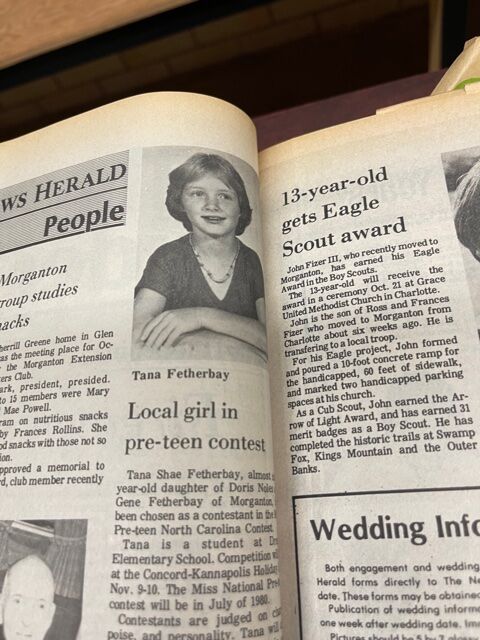 WS HERALD
People
Morganton
roup studies
nacks
herrill Greene home in Glen
as the meeting place for Oc-
the Morganton Extension
ers Club.
ark, president, presided.
to 15 members were Mary
Mae Powell.
ram on nutritious snacks
by Frances Rollins. She
d snacks with those not so
ion.
pproved a memorial to
rd, club member recently
Tana Fetherbay
Local girl in
pre-teen contest
Tana Shae Fetherbay, almost
year-old daughter of Doris
Gene Fetherbay of Morganton,
been chosen as a contestant in the
Pre-teen North Carolina Contest.
Tana is a student at
Elementary School. Competition
at the Concord-Kannapolis
Nov. 9-10. The Miss National
contest will be in July of 1980.
Contestants are judged on
poise, and personality. Tana will
13-year-old
gets Eagle
Scout award
John Fizer III, who recently moved to
Morganton, has earned his Eagle
Award in the Boy Scouts.
The 13-year-old will receive the
award in a ceremony Oct. 21 at Grace
United Methodist Church in Charlotte.
John is the son of Ross and Frances
Fizer who moved to Morganton from
Charlotte about six weeks ago. He is
transfering to a local troop.
For his Eagle project, John formed
and poured a 10-foot concrete ramp for
the handicapped, 60 feet of sidewalk,
and marked two handicapped parking
spaces at his church.
As a Cub Scout, John earned the Ar-
row of Light Award, and has earned 31
merit badges as a Boy Scout. He has
completed the historic trails at Swamp
Fox, Kings Mountain and the Outer
Banks.
Wedding Info
Both engagement and wedding
Herald forms directly to The Ne
date. These forms may be obtained
Publication of wedding informa
one week after wedding date.
Pictures should be 5 by 7